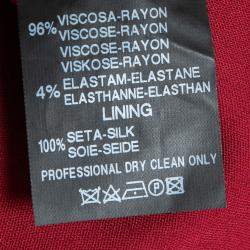 96% VISCOSA-RAYON
VISCOSE-RAYON
VISCOSE-RAYON
VISKOSE-RAYON
4% ELASTAM-ELASTANE
ELASTHANNE-ELASTHAN
LINING
100% SETA-SILK
SOIE-SEIDE
PROFESSIONAL DRY CLEAN ONLY